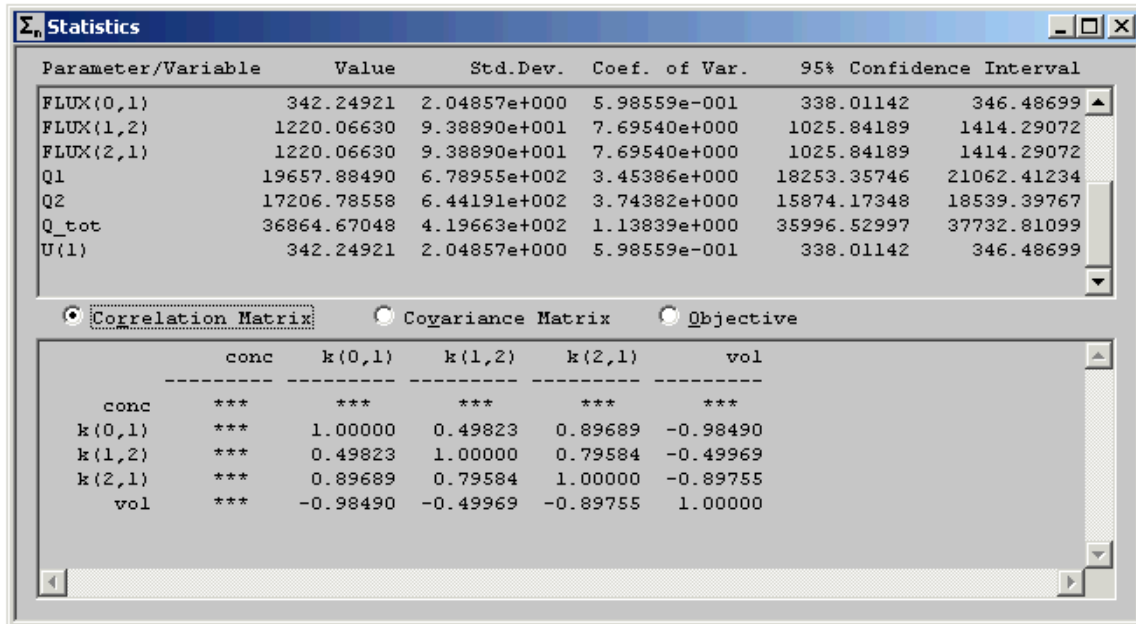 Σn Statistics
Parameter/Variable Value Std.Dev. Coef. of Var. 95% Confidence Interval
FLUX(0,1) 342.24921 2.04857e+000 5.98559e-001 338.01142 346.48699
FLUX(1,2) 1220.06630 9.38890e+001 7.69540e+000 1025.84189 1414.29072
FLUX(2,1) 1220.06630 9.38890e+001 7.69540e+000 1025.84189 1414.29072
Q1 19657.88490 6.78955e+002 3.45386e+000 18253.35746 21062.41234
Q2 17206.78558 6.44191e+002 3.74382e+000 15874.17348 18539.39767
Q_tot 36864.67048 4.19663e+002 1.13839e+000 35996.52997 37732.81099
U(1) 342.24921 2.04857e+000 5.98559e-001 338.01142 346.48699
Correlation Matrix Covariance Matrix Objective
conc k(0,1) k(1,2) k(2,1) vol
--------- --------- --------- --------- ---------
conc *** *** *** *** ***
k(0,1) *** 1.00000 0.49823 0.89689 -0.98490
k(1,2) *** 0.49823 1.00000 0.79584 -0.49969
k(2,1) *** 0.89689 0.79584 1.00000 -0.89755
vol *** -0.98490 -0.49969 -0.89755 1.00000